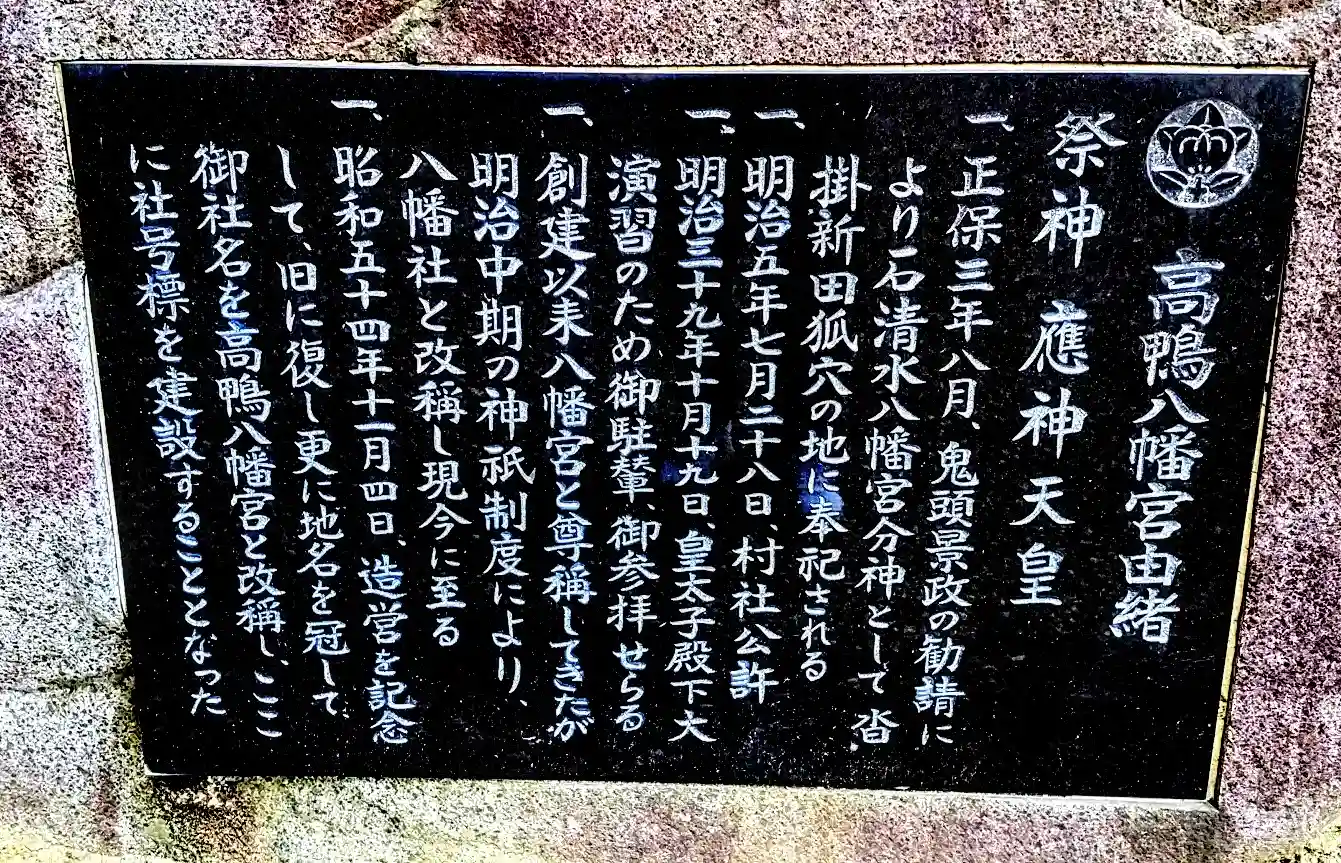 高鴨八幡宮由緒
祭神 應神天皇
一、正保三年八月、鬼頭景政の勧請に
より石清水八幡宮分神として沓
掛新田狐穴の地に奉祀される
一、明治五年七月二十八日、村社公許
一、明治三十九年十月十九日、皇太子殿下大
演習のため御駐輦、御参拝せらる
一、創建以来八幡宮と尊稱してきたが
明治中期の神祇制度により、
八幡社と改稱し現今に至る
一、昭和五十四年十一月四日、造営を記念
して、旧に復し更に地名を冠して
御社名を高鴨八幡宮と改稱し、ここ
に社号標を建設することとなった